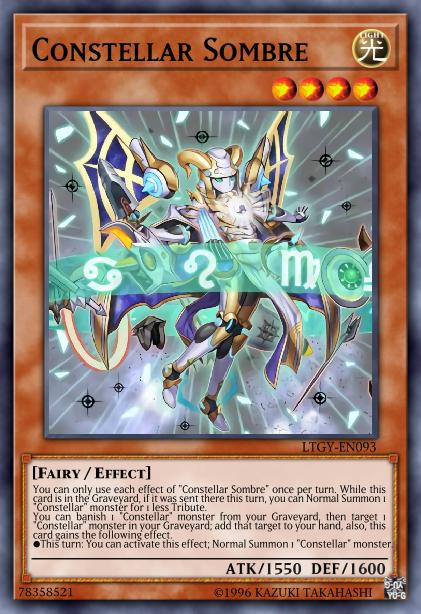 CONSTELLAR SOMBRE
LIGHT
光
LTGY-EN093
[FAIRY / EFFECT]
You can only use each effect of "Constellar Sombre" once per turn. While this
card is in the Graveyard, if it was sent there this turn, you can Normal Summon 1
"Constellar" monster for 1 less Tribute.
You can banish 1 "Constellar" monster from your Graveyard, then target 1
"Constellar" monster in your Graveyard; add that target to your hand, also, this
card gains the following effect.
●This turn: You can activate this effect; Normal Summon 1 "Constellar" monster.
ATK/1550 DEF/1600
78358521
©1996 KAZUKI TAKAHASHI